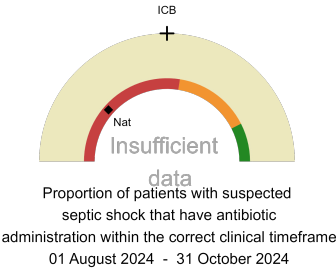 ICB
Nat
Insufficient
data
Proportion of patients with suspected
septic shock that have antibiotic
administration within the correct clinical timeframe
01 August 2024 - 31 October 2024